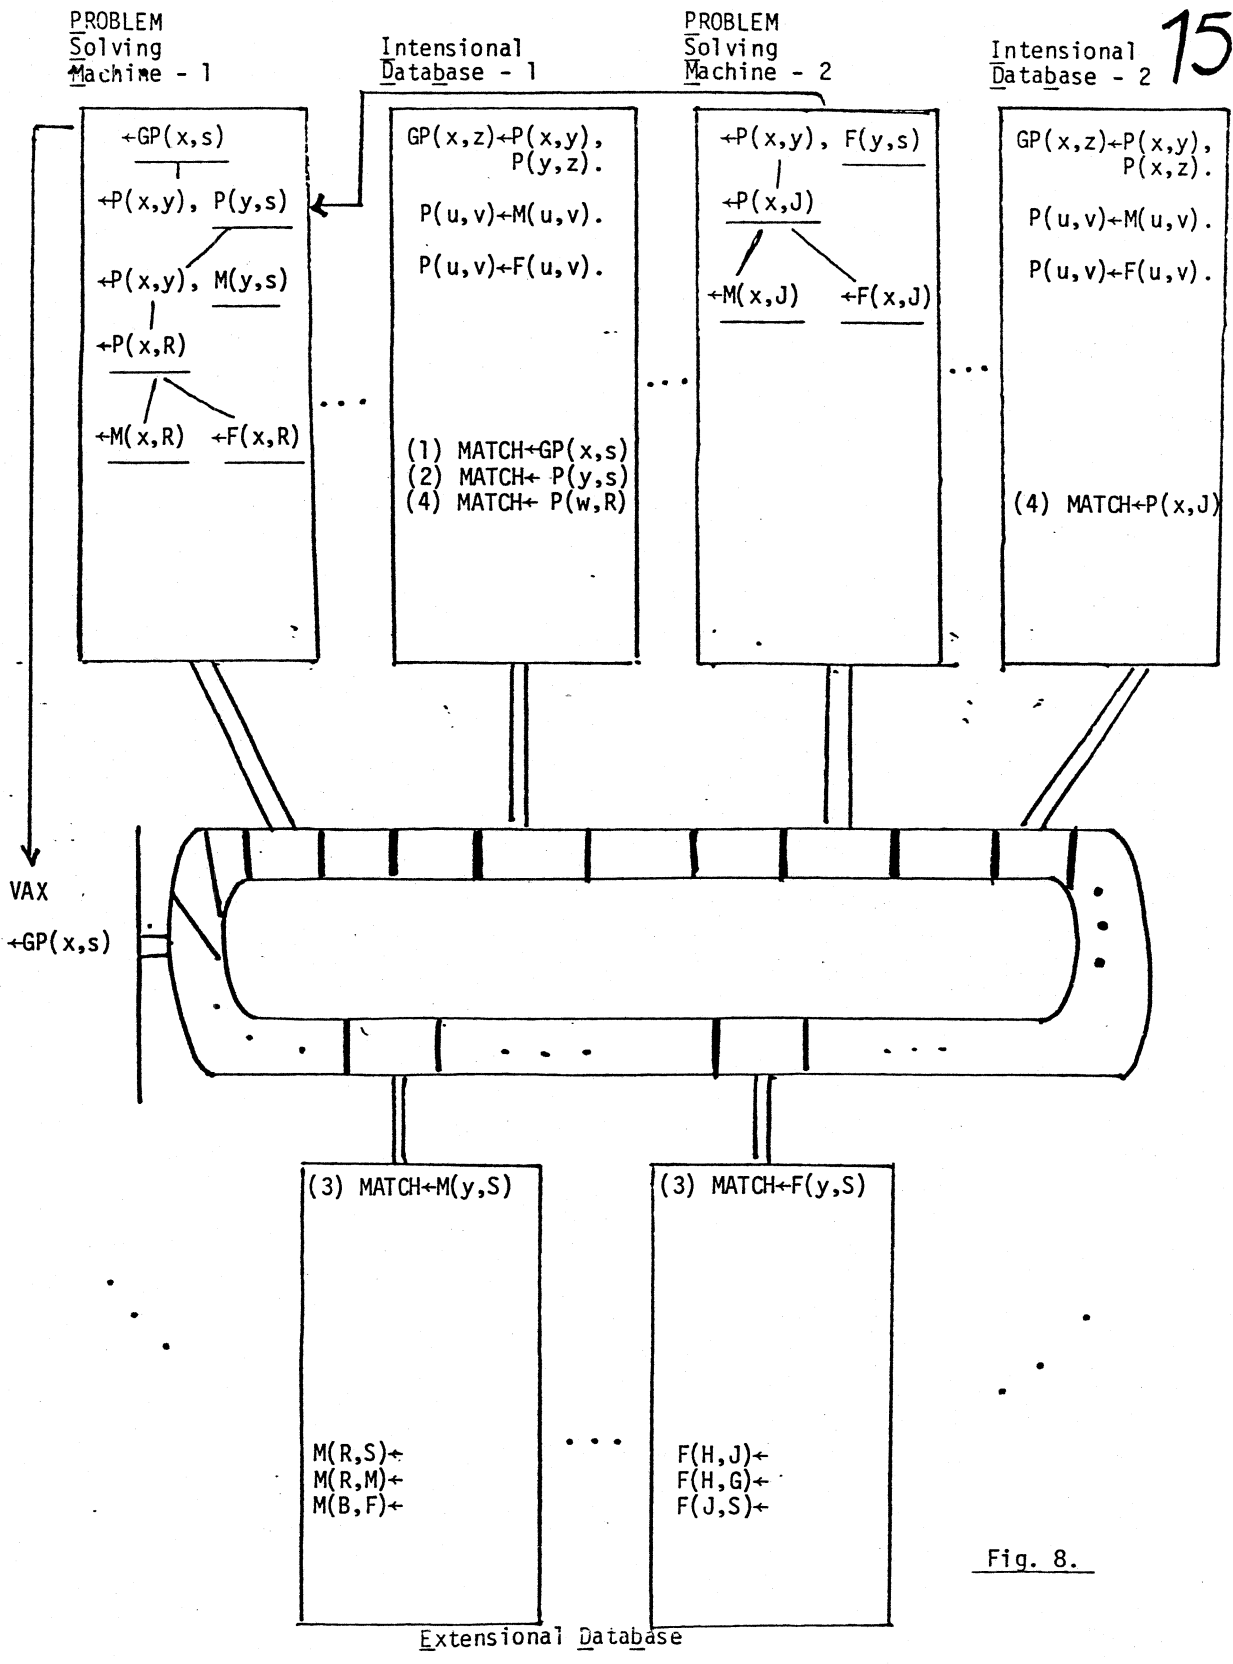 15
PROBLEM
Solving
Machine - 1
Intensional
Database - 1
PROBLEM
Solving
Machine - 2
Intensional
Database - 2
←GP(x,s)
←P(x,y), P(y,s)
←P(x,y), M(y,s)
←P(x,R)
←M(x,R) ←F(x,R)
GP(x,z)←P(x,y),
P(y,z).
P(u,v)←M(u,v).
P(u,v)←F(u,v).
(1) MATCH←GP(x,s)
(2) MATCH← P(y,s)
(4) MATCH← P(w,R)
←P(x,y), F(y,s)
←P(x,J)
←M(x,J) ←F(x,J)
GP(x,z)←P(x,y),
P(x,z).
P(u,v)←M(u,v).
P(u,v)←F(u,v).
(4) MATCH←P(x,J)
VAX
←GP(x,s)
(3) MATCH←M(y,S)
M(R,S)←
M(R,M)←
M(B,F)←
(3) MATCH←F(y,S)
F(H,J)←
F(H,G)←
F(J,S)←
Extensional Database
Fig. 8.